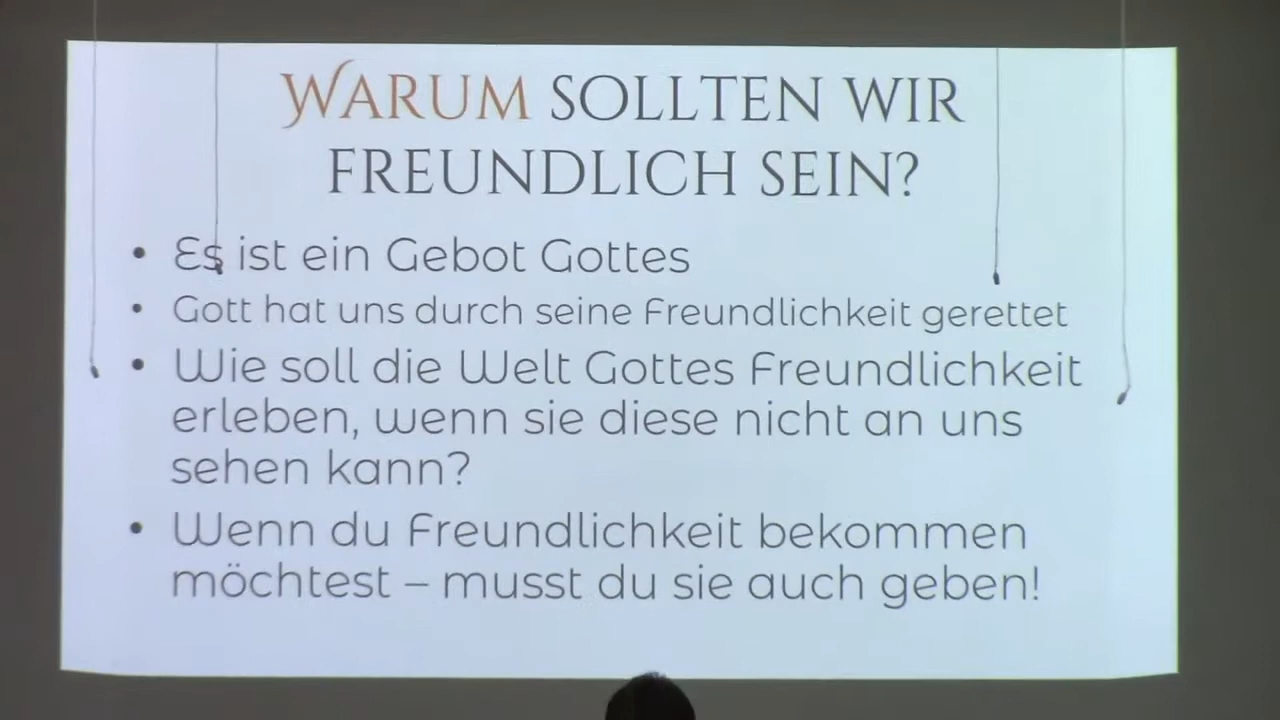 WARUM SOLLTEN WIR
FREUNDLICH SEIN?
• Es ist ein Gebot Gottes
• Gott hat uns durch seine Freundlichkeit gerettet
• Wie soll die Welt Gottes Freundlichkeit
erleben, wenn sie diese nicht an uns
sehen kann?
• Wenn du Freundlichkeit bekommen
möchtest – musst du sie auch geben!